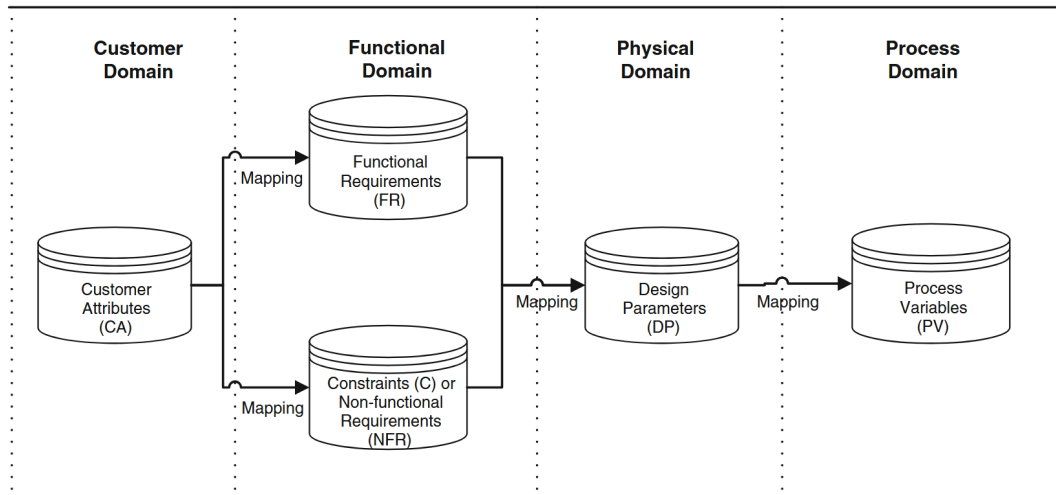 Customer
Domain
Functional
Domain
Physical
Domain
Process
Domain
Functional
Requirements
(FR)
Mapping
Customer
Attributes
(CA)
Mapping
Design
Parameters
(DP)
Mapping
Process
Variables
(PV)
Constraints (C) or
Non-functional
Requirements
(NFR)
Mapping